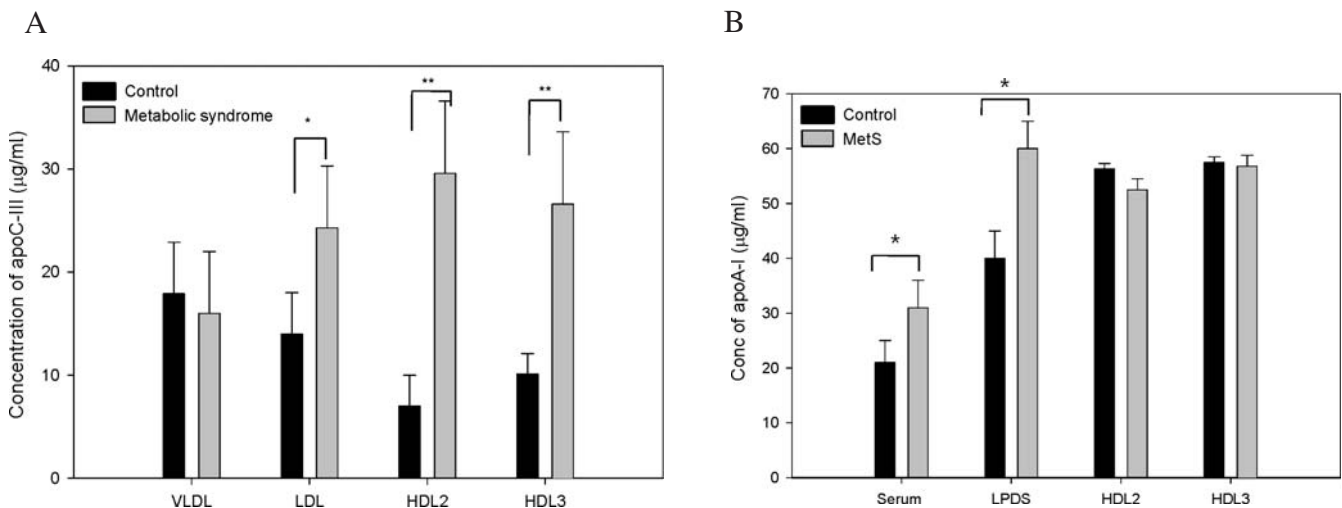 A
Concentration of apoC-III (μg/ml)
40
30
20
10
0
Control
Metabolic syndrome
*
**
**
VLDL
LDL
HDL2
HDL3
B
Conc of apoA-I (μg/ml)
70
60
50
40
30
20
10
0
Control
MetS
*
*
Serum
LPDS
HDL2
HDL3